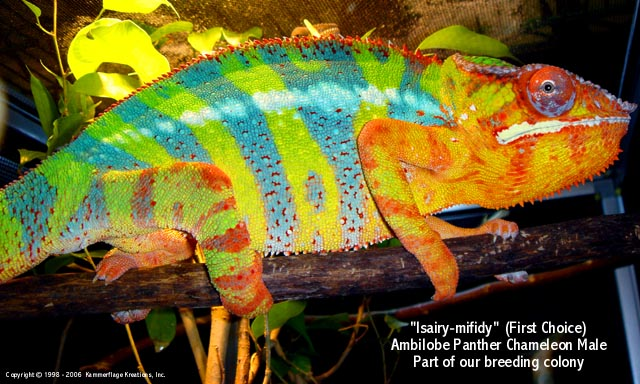 "Isairy-mifidy" (First Choice)
Ambilobe Panther Chameleon Male
Part of our breeding colony
Copyright © 1998 - 2006 Kammerflage Kreations, Inc.